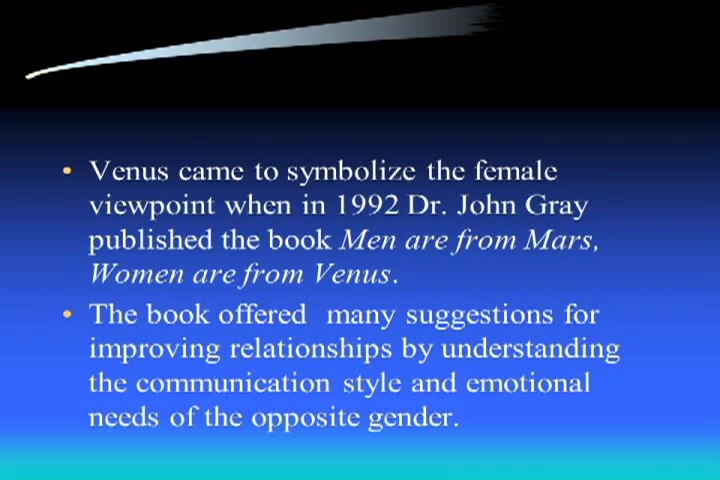 • Venus came to symbolize the female
viewpoint when in 1992 Dr. John Gray
published the book Men are from Mars,
Women are from Venus.
• The book offered  many suggestions for
improving relationships by understanding
the communication style and emotional
needs of the opposite gender.